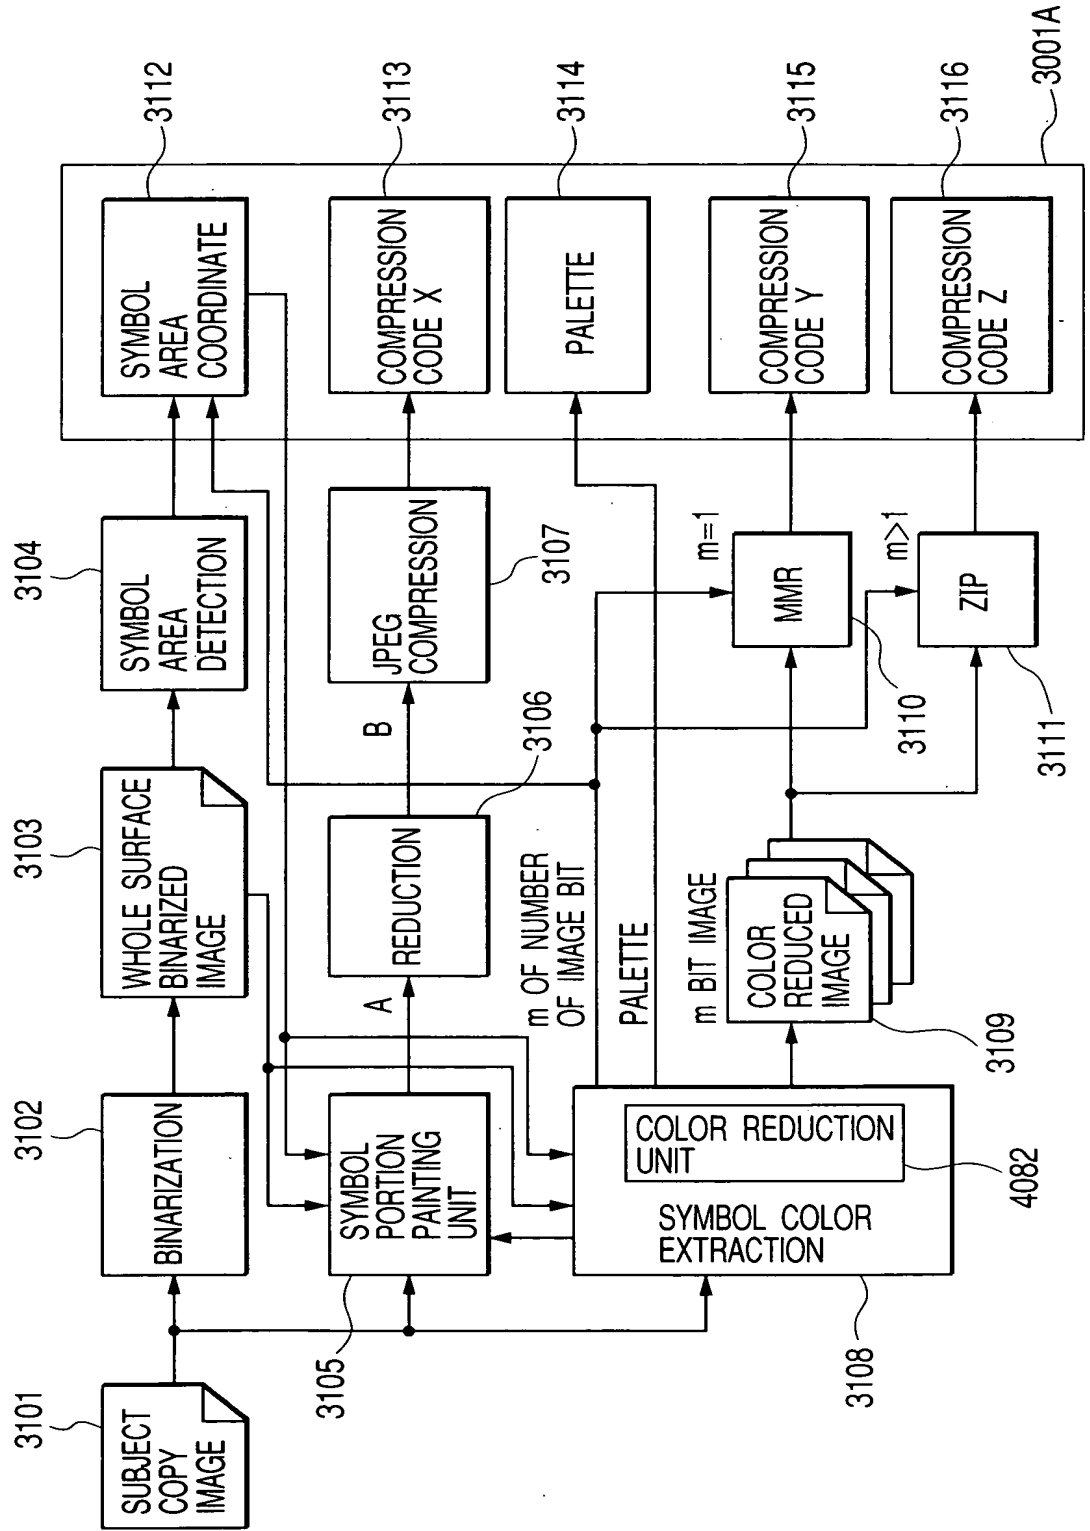 3101
SUBJECT
COPY
IMAGE
3102
BINARIZATION
3103
WHOLE SURFACE
BINARIZED
IMAGE
3104
SYMBOL
AREA
DETECTION
3112
SYMBOL
AREA
COORDINATE
3105
SYMBOL
PORTION
PAINTING
UNIT
A
REDUCTION
3106
B
JPEG
COMPRESSION
3107
COMPRESSION
CODE X
3113
m OF NUMBER
OF IMAGE BIT
PALETTE
PALETTE
3114
COLOR REDUCTION
UNIT
4082
SYMBOL COLOR
EXTRACTION
3108
m BIT IMAGE
COLOR
REDUCED
IMAGE
3109
m=1
MMR
3110
COMPRESSION
CODE Y
3115
m>1
ZIP
3111
COMPRESSION
CODE Z
3116
3001A